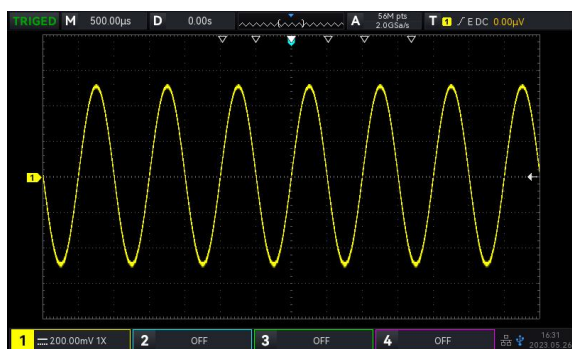 TRIGED M 500.00µs D 0.00s A 56M pts T 1 E DC 0.00µV
2.0GSa/s
1
1 200.00mV 1X 2 OFF 3 OFF 4 OFF 16:31
2023.05.26